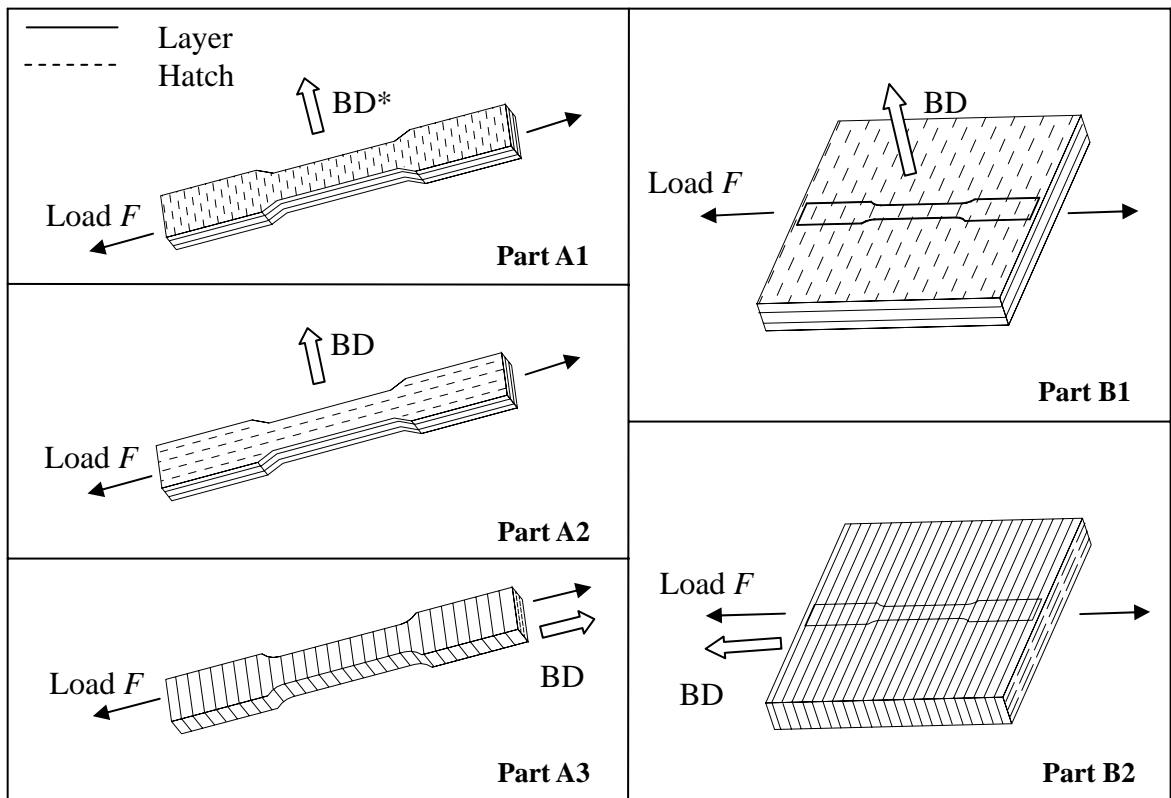 Layer
Hatch
BD*
Load F
Part A1
BD
Load F
Part A2
Load F
BD
Part A3
BD
Load F
Part B1
Load F
BD
Part B2